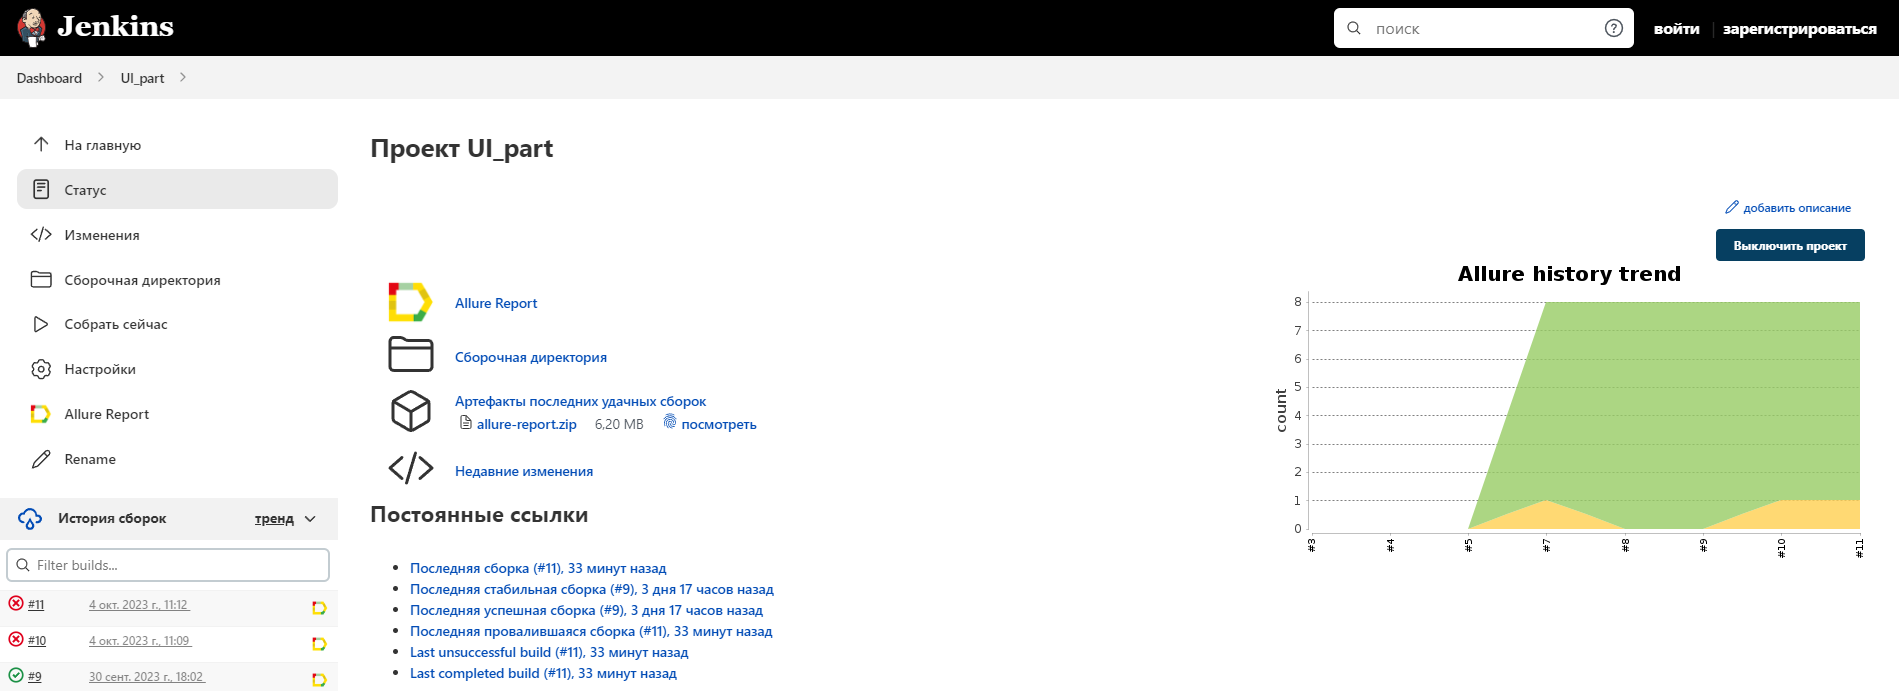 Jenkins
поиск
войти
зарегистрироваться
Dashboard
UI_part
На главную
Статус
Изменения
Сборочная директория
Собрать сейчас
Настройки
Allure Report
Rename
История сборок
тренд
Filter builds...
#11 4 окт. 2023 г., 11:12
#10 4 окт. 2023 г., 11:09
#9 30 сент. 2023 г., 18:02
Проект UI_part
добавить описание
Выключить проект
Allure Report
Сборочная директория
Артефакты последних удачных сборок
allure-report.zip 6,20 MB посмотреть
Недавние изменения
Allure history trend
count
8
7
6
5
4
3
2
1
0
#3 #4 #5 #7 #8 #9 #10 #11
Постоянные ссылки
Последняя сборка (#11), 33 минут назад
Последняя стабильная сборка (#9), 3 дня 17 часов назад
Последняя успешная сборка (#9), 3 дня 17 часов назад
Последняя провалившаяся сборка (#11), 33 минут назад
Last unsuccessful build (#11), 33 минут назад
Last completed build (#11), 33 минут назад